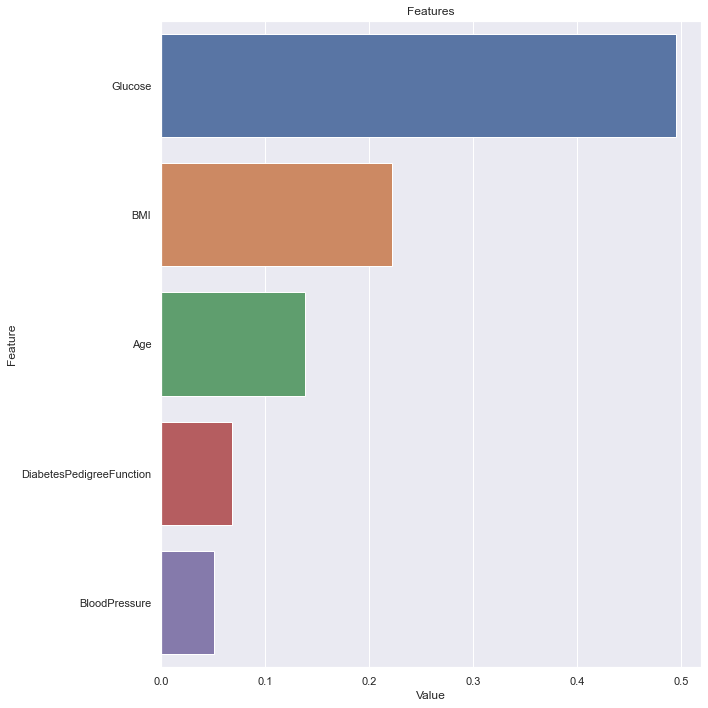 Features
Feature
Glucose
BMI
Age
DiabetesPedigreeFunction
BloodPressure
0.0 0.1 0.2 0.3 0.4 0.5
Value